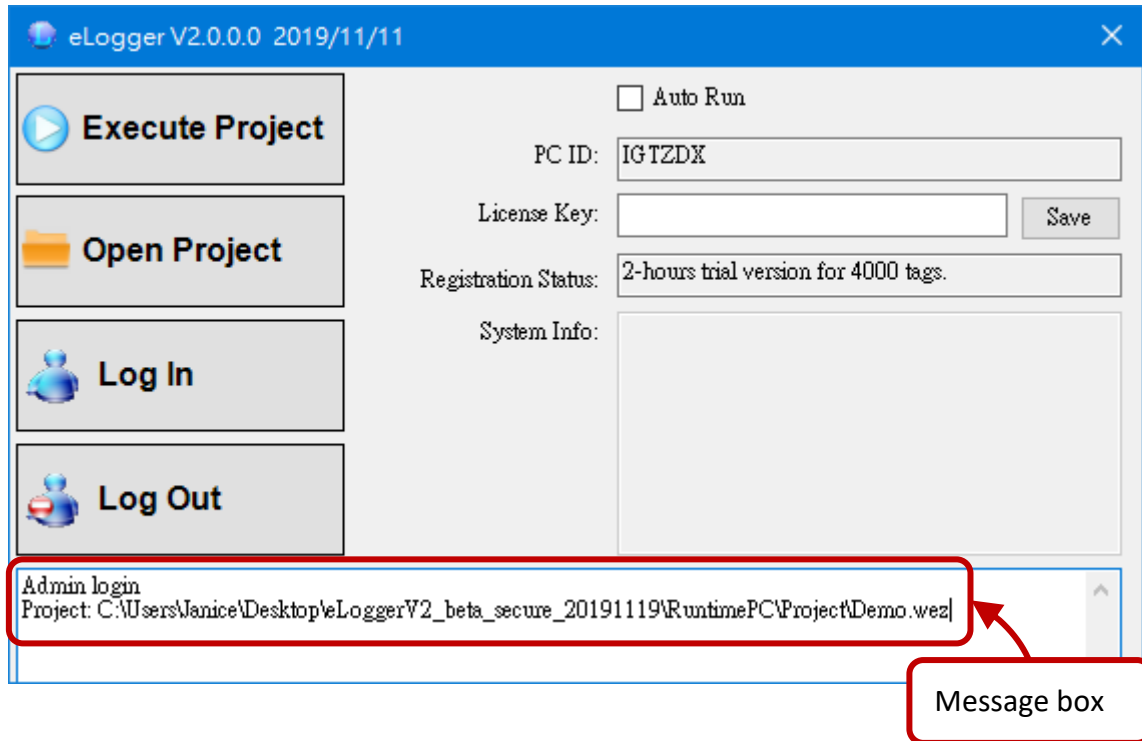 eLogger V2.0.0.0 2019/11/11
Execute Project
Open Project
Log In
Log Out
Auto Run
PC ID: IGTZDX
License Key: Save
Registration Status: 2-hours trial version for 4000 tags.
System Info:
Admin login
Project: C:\Users\Janice\Desktop\eLoggerV2_beta_secure_20191119\RuntimePC\Project\Demo.wez
Message box